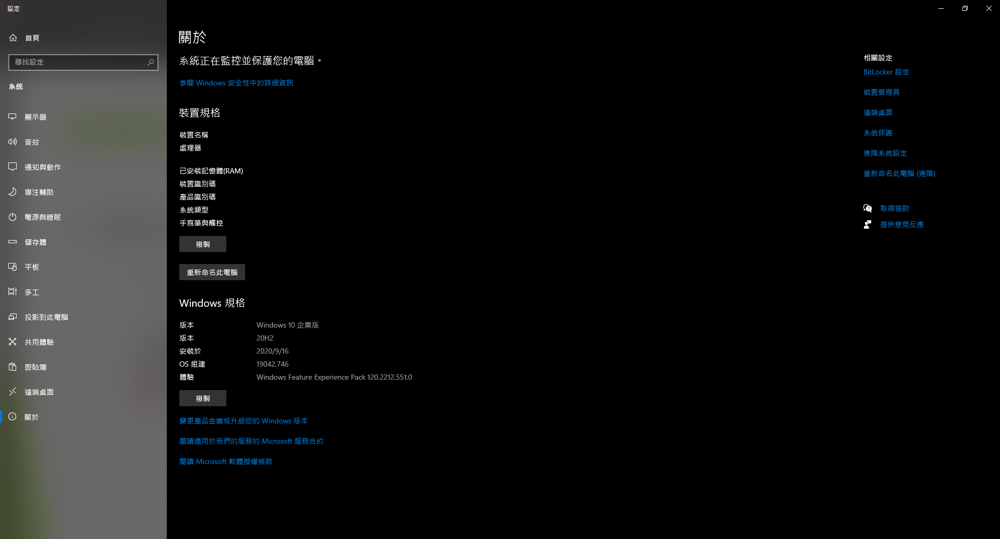 設定
首頁
尋找設定
系統
顯示器
音效
通知與動作
專注輔助
電源與睡眠
儲存體
平板
多工
投影到此電腦
共用體驗
剪貼簿
遠端桌面
關於
關於
系統正在監控並保護您的電腦。
參閱 Windows 安全性中的詳細資訊
裝置規格
裝置名稱
處理器
已安裝記憶體(RAM)
裝置識別碼
產品識別碼
系統類型
手寫筆與觸控
複製
重新命名此電腦
Windows 規格
版本 Windows 10 企業版
版本 20H2
安裝於 2020/9/16
OS 組建 19042.746
體驗 Windows Feature Experience Pack 120.2212.551.0
複製
變更產品金鑰或升級您的 Windows 版本
閱讀適用於我們的服務的 Microsoft 服務合約
閱讀 Microsoft 軟體授權條款
相關設定
BitLocker 設定
裝置管理員
遠端桌面
系統保護
進階系統設定
重新命名此電腦 (進階)
取得協助
提供意見反應